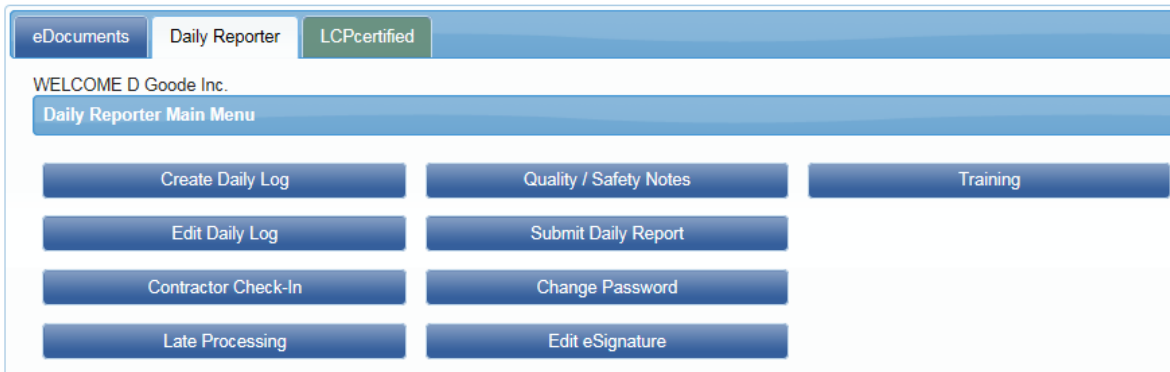 eDocuments Daily Reporter LCPcertified
WELCOME D Goode Inc.
Daily Reporter Main Menu
Create Daily Log Quality / Safety Notes Training
Edit Daily Log Submit Daily Report
Contractor Check-In Change Password
Late Processing Edit eSignature